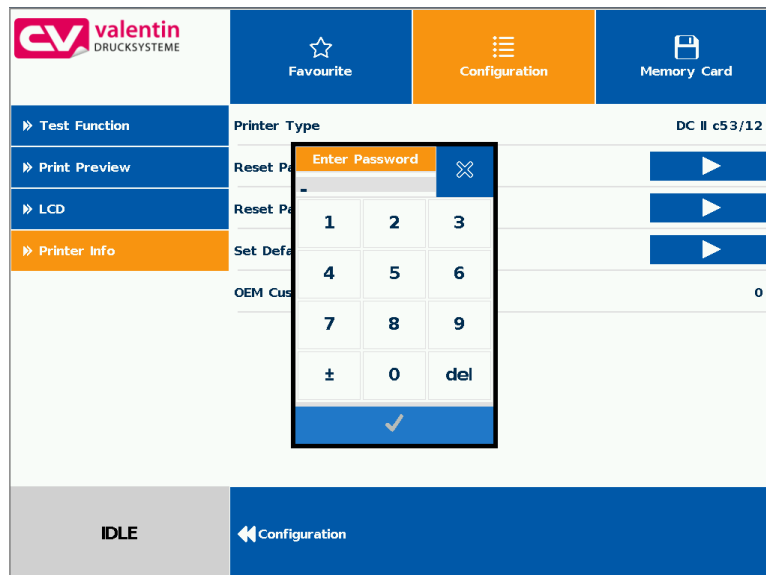 valentin
DRUCKSYSTEME
Favourite
Configuration
Memory Card
Test Function
Print Preview
LCD
Printer Info
Printer Type DC II c53/12
Reset Pa
Reset Pa
Set Defa
OEM Cus 0
Enter Password
-
1 2 3
4 5 6
7 8 9
± 0 del
IDLE
Configuration